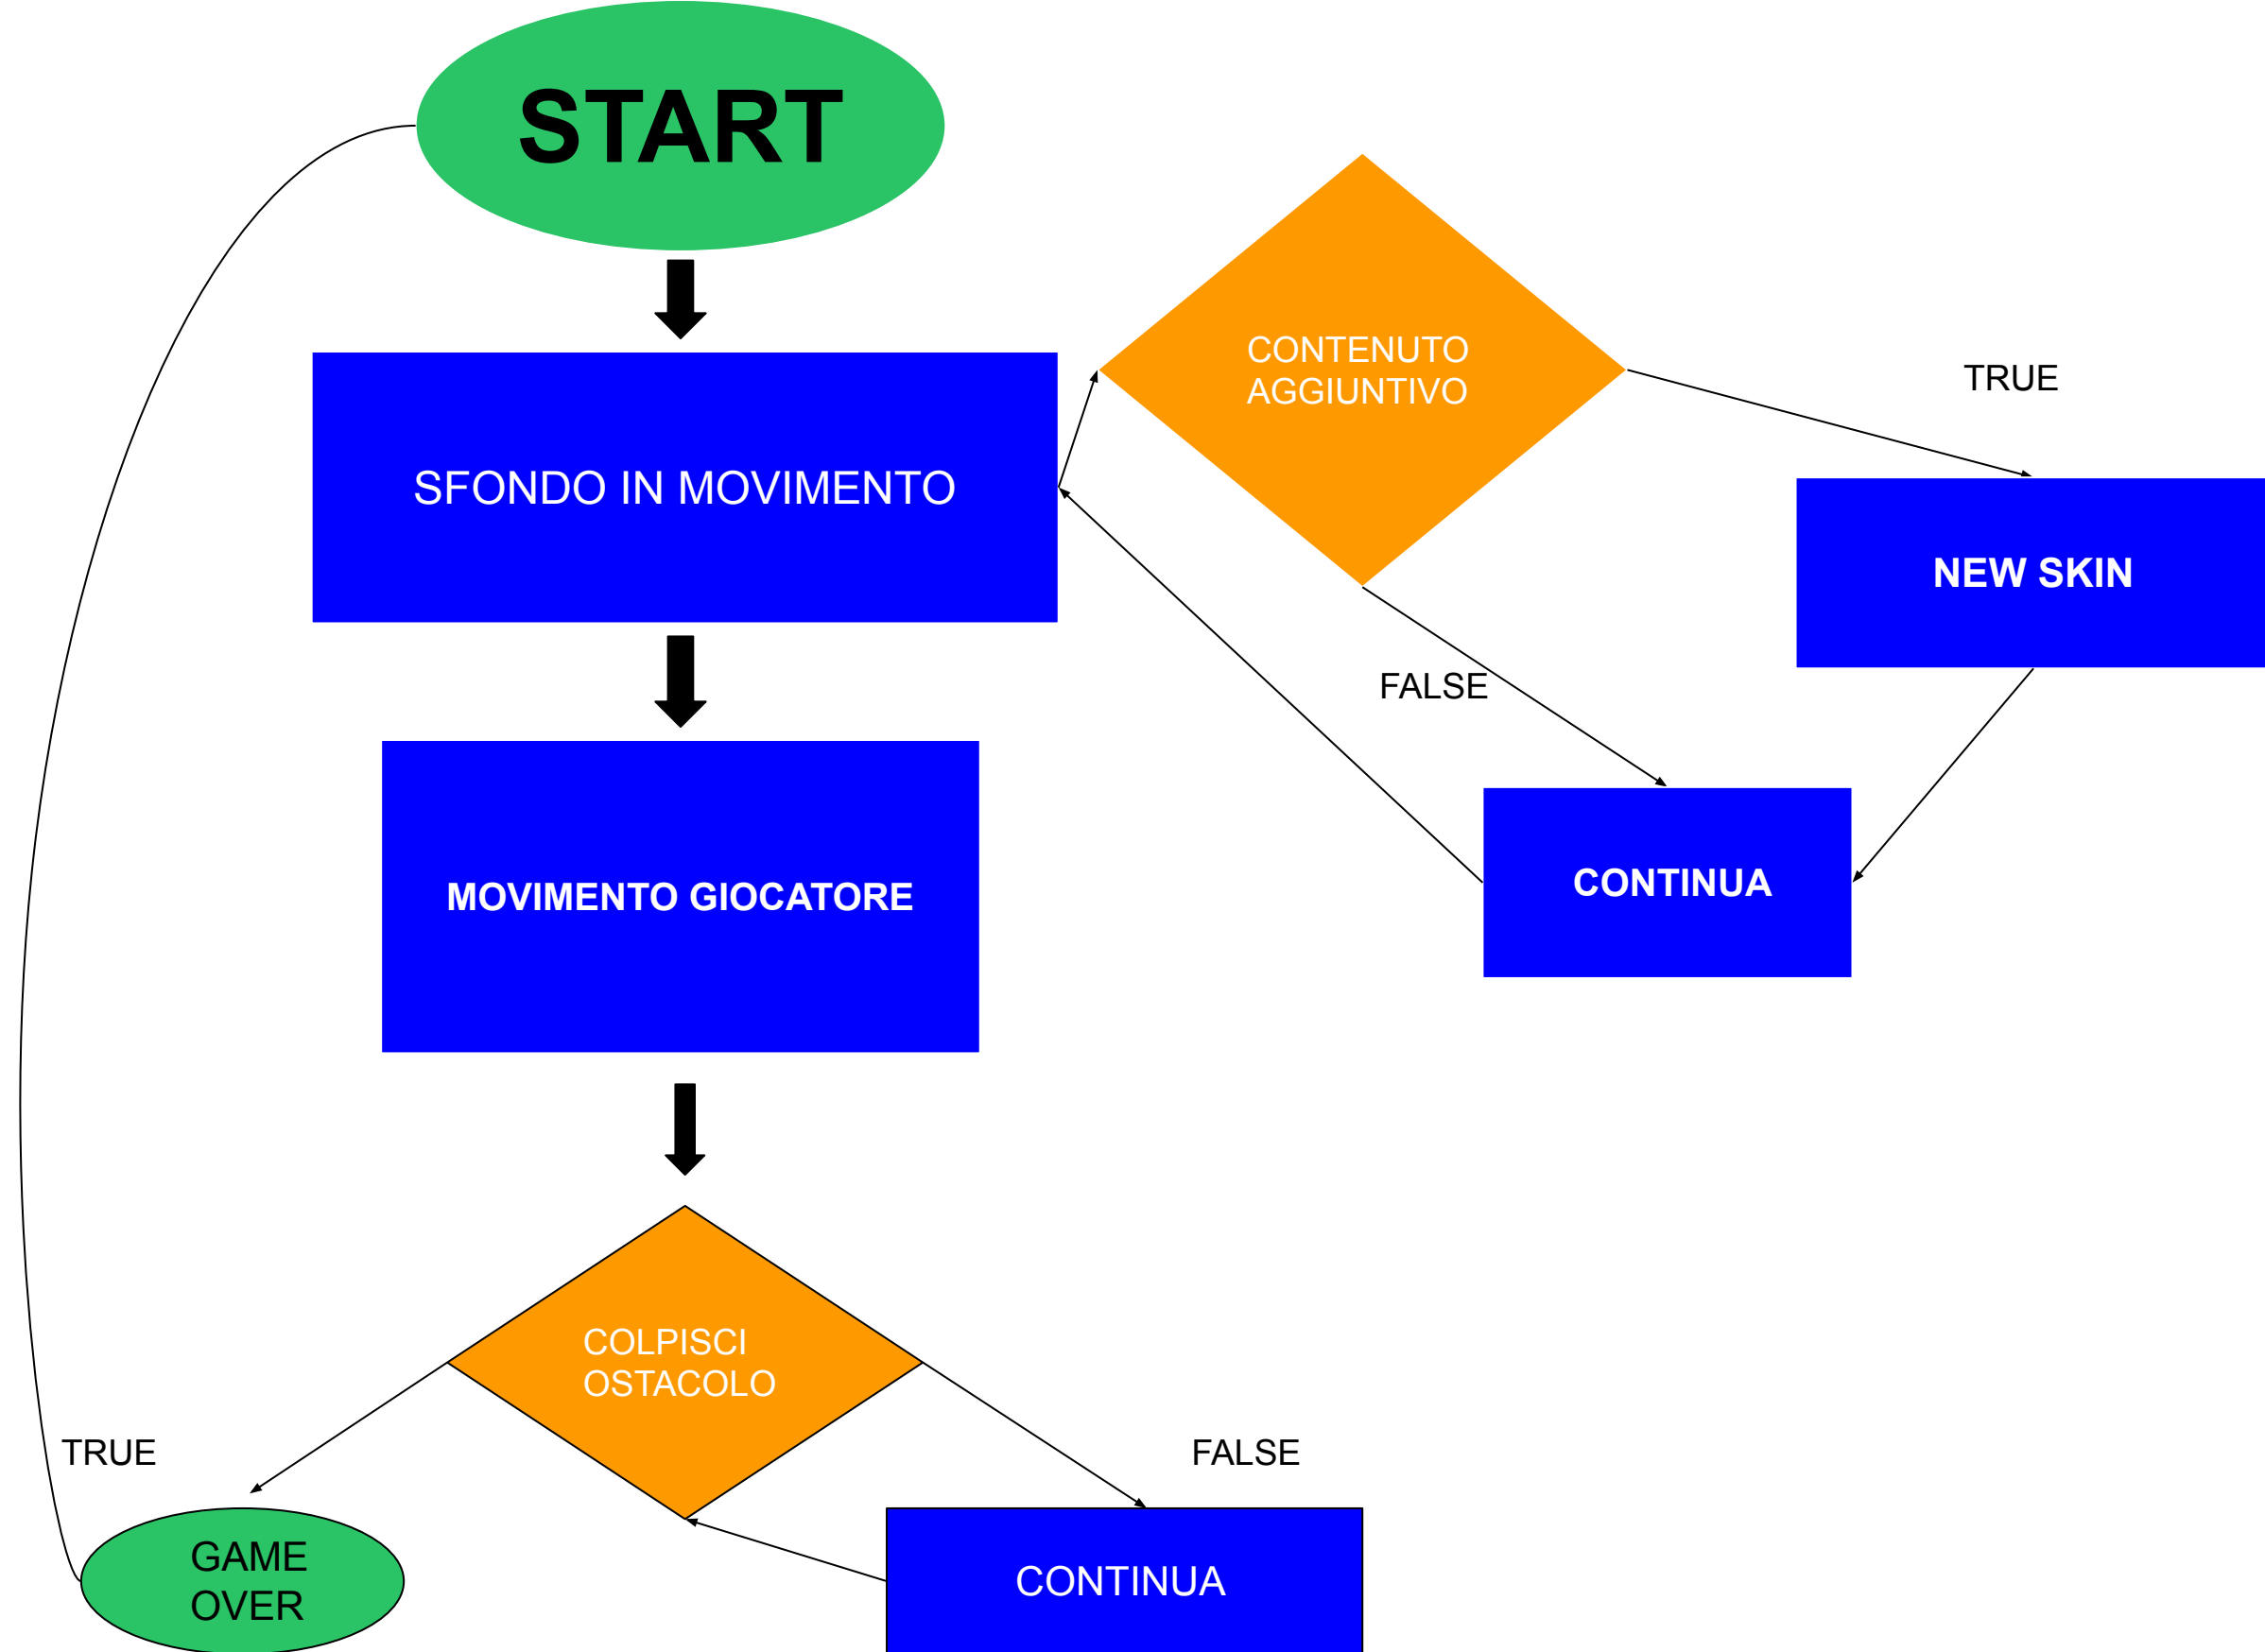 START
SFONDO IN MOVIMENTO
CONTENUTO
AGGIUNTIVO
TRUE
NEW SKIN
FALSE
CONTINUA
MOVIMENTO GIOCATORE
COLPISCI
OSTACOLO
TRUE
FALSE
GAME
OVER
CONTINUA